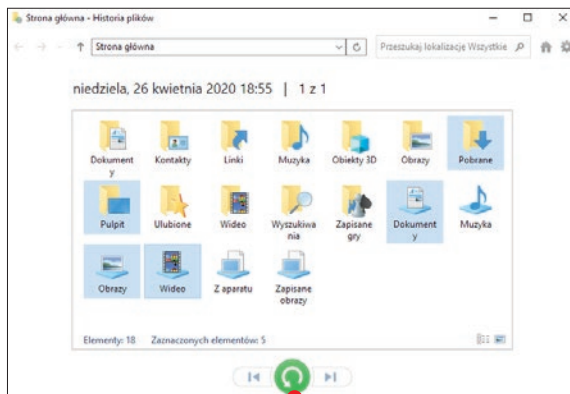 Strona główna - Historia plików
Strona główna
Przeszukaj lokalizację Wszystkie
niedziela, 26 kwietnia 2020 18:55 | 1 z 1
Dokument Kontakty Linki Muzyka Obiekty 3D Obrazy Pobrane
y
Pulpit Ulubione Wideo Wyszukiwa Zapisane Dokument Muzyka
nia gry y
Obrazy Wideo Z aparatu Zapisane
obrazy
Elementy: 18 Zaznaczonych elementów: 5